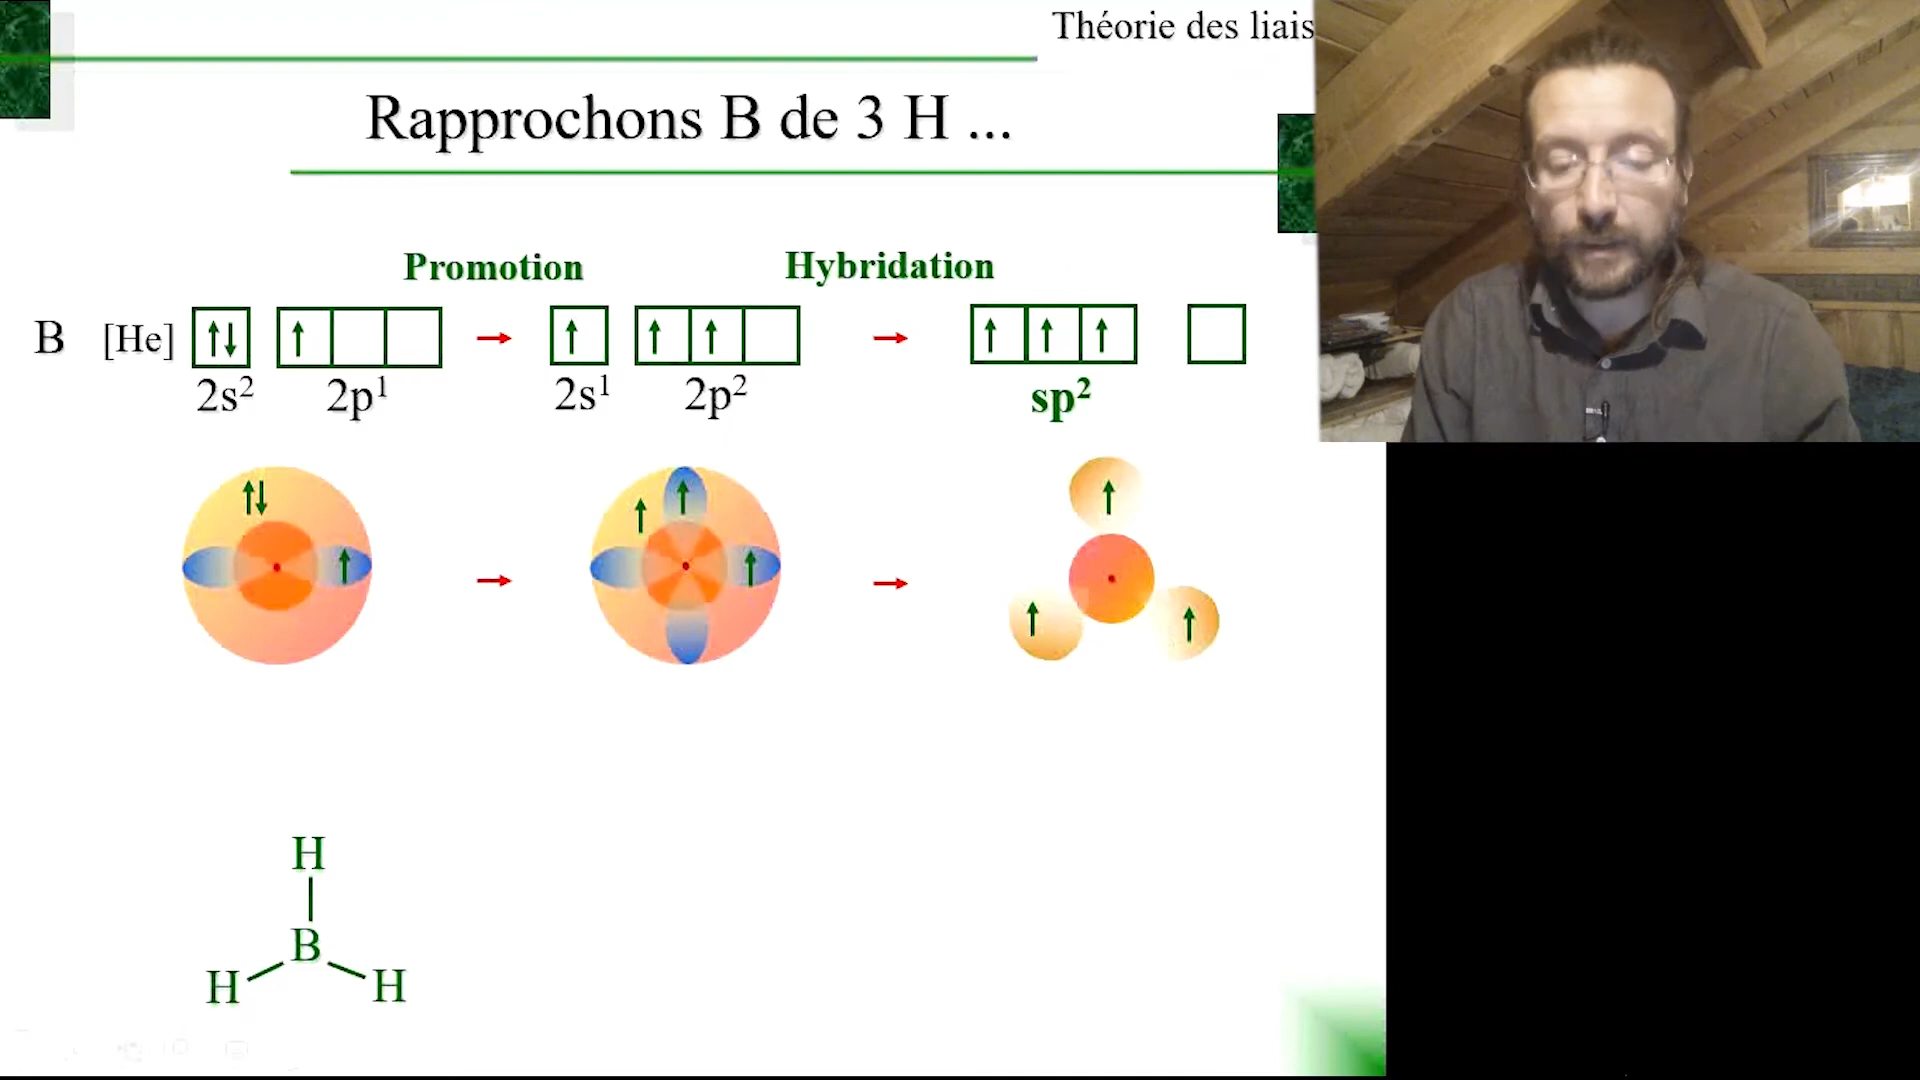 Théorie des liais
Rapprochons B de 3 H ...
Promotion Hybridation
B [He] ↑↓ ↑ → ↑ ↑ ↑ → ↑ ↑ ↑
2s² 2p¹ 2s¹ 2p² sp²
H
B
H H